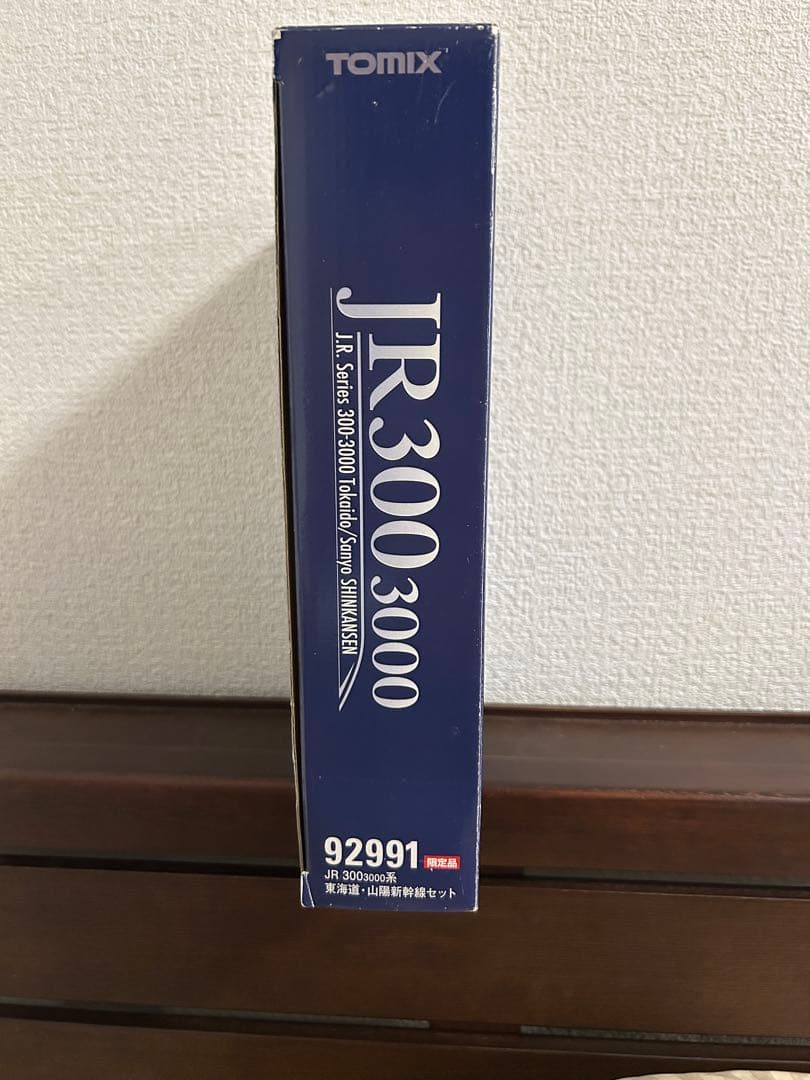 TOMIX
JR300 3000
J.R. Series 300-3000 Tokaido/Sanyo SHINKANSEN
92991 限定品
JR 3003000系
東海道・山陽新幹線セット